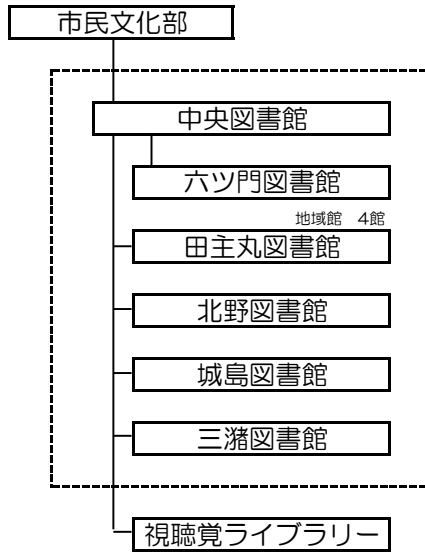 市民文化部
中央図書館
六ツ門図書館
地域館　4館
田主丸図書館
北野図書館
城島図書館
三潴図書館
視聴覚ライブラリー